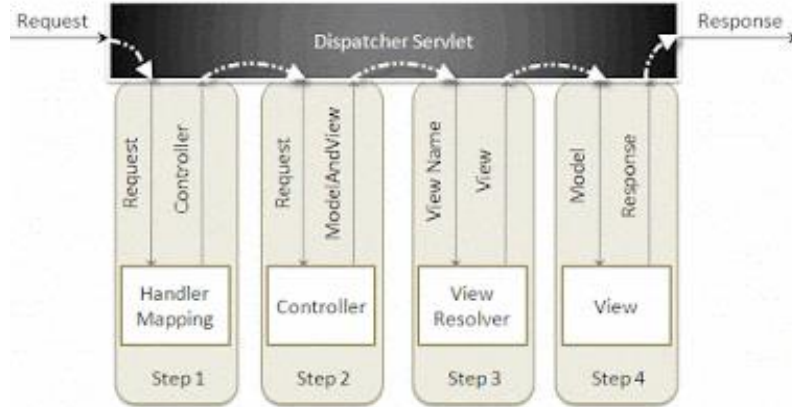 Request
Dispatcher Servlet
Response
Request
Controller
Request
ModelAndView
View Name
View
Model
Response
Handler
Mapping
Controller
View
Resolver
View
Step 1
Step 2
Step 3
Step 4